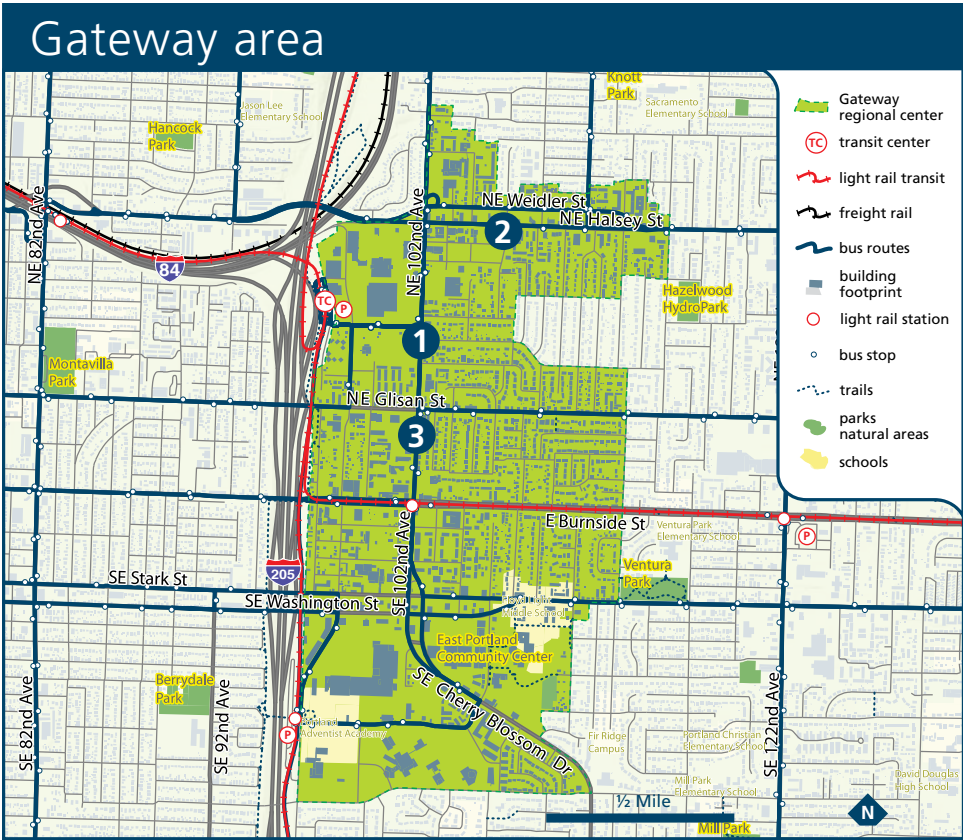 Gateway area
Knott
Park
Jason Lee
Elementary School
Sacramento
Elementary School
Hancock
Park
NE 82nd Ave
NE 102nd Ave
NE Weidler St
NE Halsey St
2
84
TC
P
Hazelwood
HydroPark
1
Montavilla
Park
NE Glisan St
3
E Burnside St
Ventura Park
Elementary School
P
SE 102nd Ave
205
Ventura
Park
SE Stark St
SE Washington St
Middle School
East Portland
Community Center
SE Cherry Blossom Dr
Berrydale
Park
SE 82nd Ave
SE 92nd Ave
SE 122nd Ave
P
Portland
Adventist Academy
Fir Ridge
Campus
Portland Christian
Elementary School
Mill Park
Elementary School
David Douglas
High School
½ Mile
Mill Park
N
Gateway
regional center
TC
transit center
light rail transit
freight rail
bus routes
building
footprint
light rail station
bus stop
trails
parks
natural areas
schools